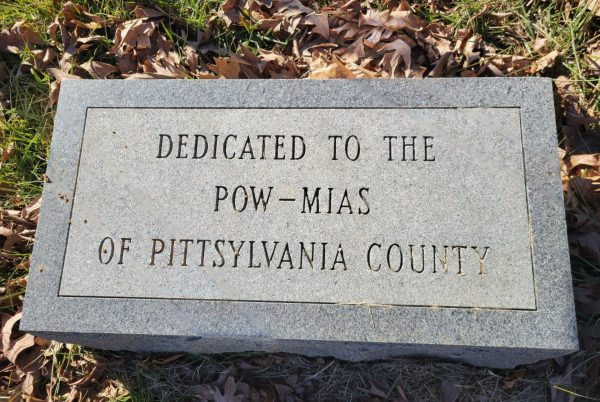 DEDICATED TO THE
POW-MIAS
OF PITTSYLVANIA COUNTY